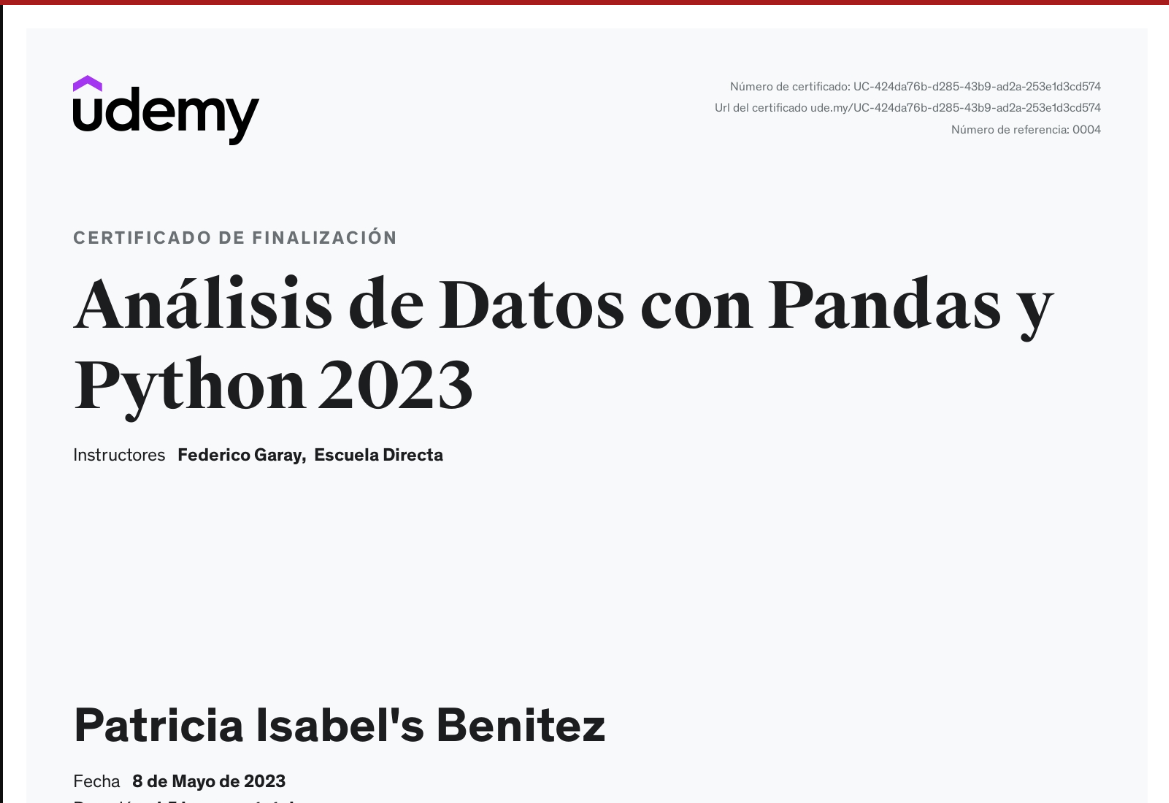 udemy
Número de certificado: UC-424da76b-d285-43b9-ad2a-253e1d3cd574
Url del certificado ude.my/UC-424da76b-d285-43b9-ad2a-253e1d3cd574
Número de referencia: 0004
CERTIFICADO DE FINALIZACIÓN
Análisis de Datos con Pandas y
Python 2023
Instructores Federico Garay, Escuela Directa
Patricia Isabel's Benitez
Fecha 8 de Mayo de 2023